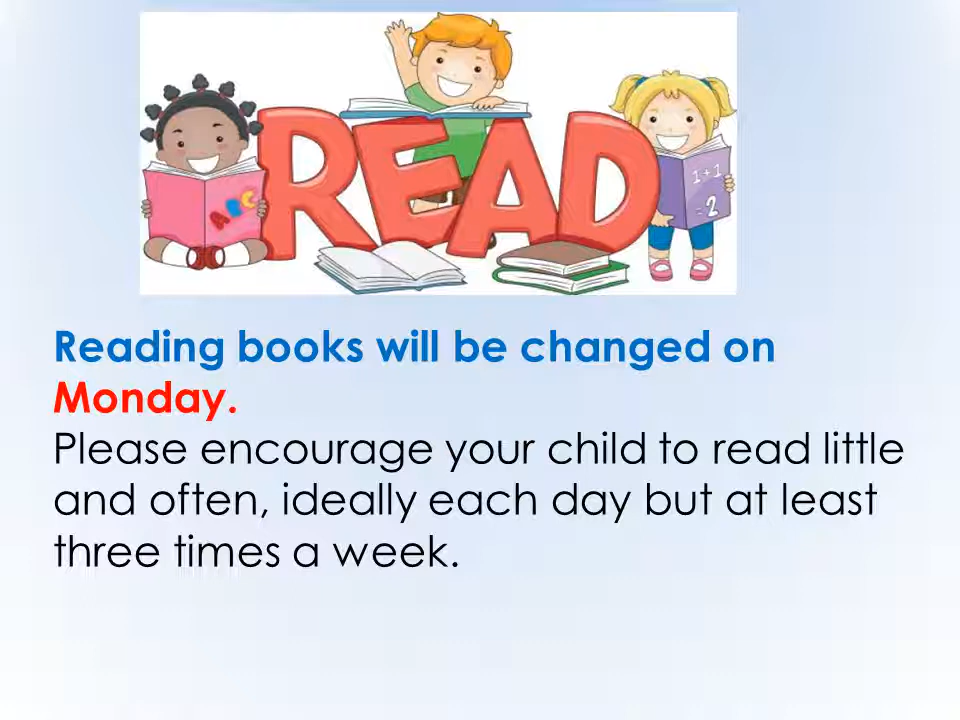 READ
ABC
1+1
=2
Reading books will be changed on
Monday.
Please encourage your child to read little
and often, ideally each day but at least
three times a week.